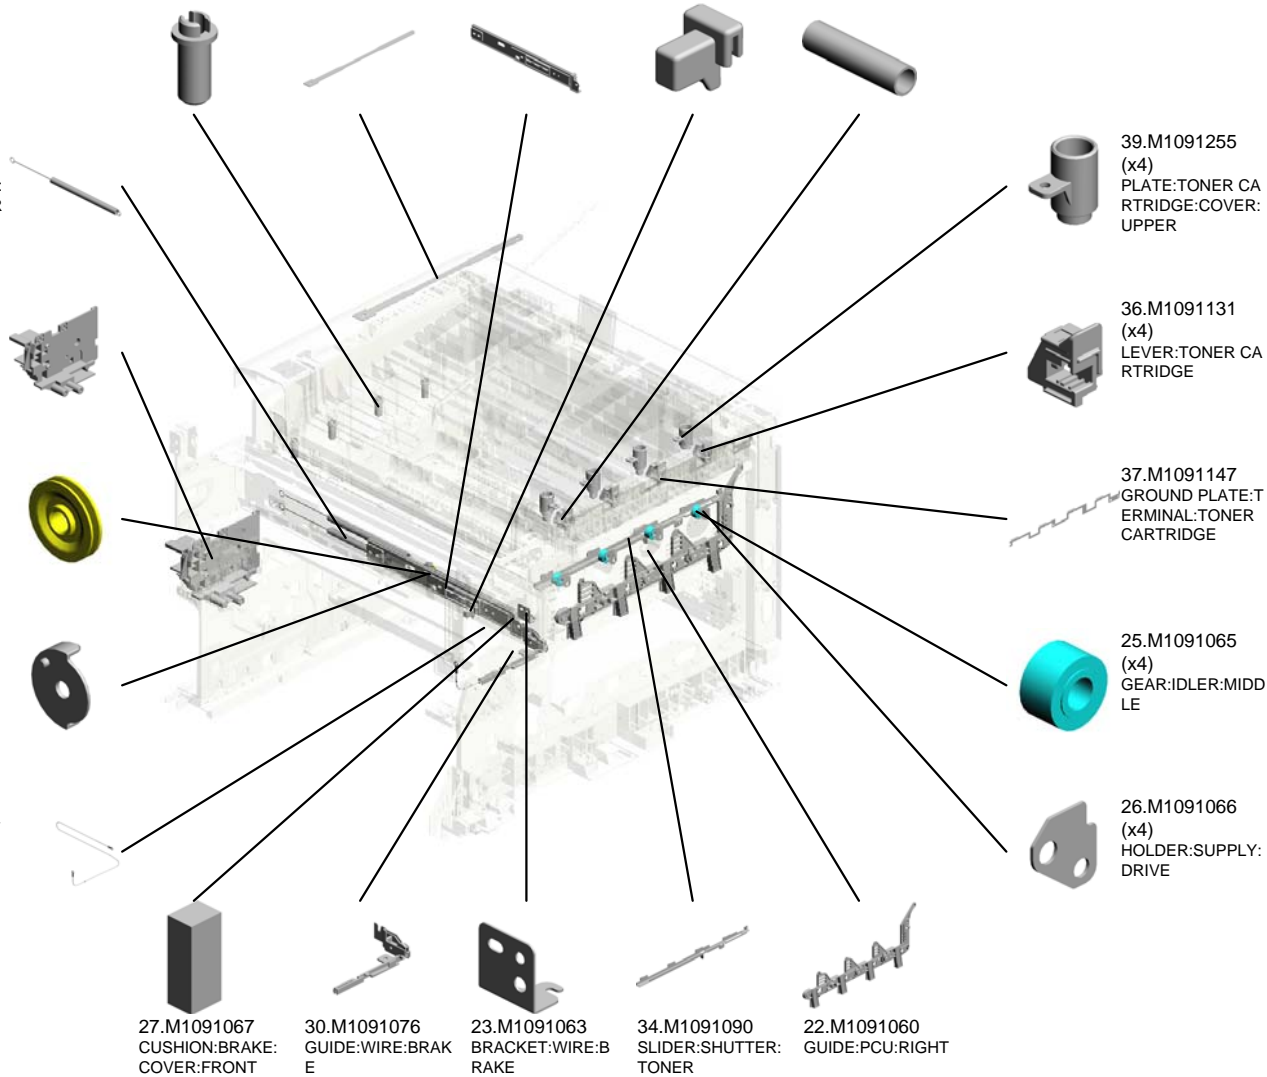 39.M1091255
(x4)
PLATE:TONER CA
RTRIDGE:COVER:
UPPER
36.M1091131
(x4)
LEVER:TONER CA
RTRIDGE
37.M1091147
GROUND PLATE:T
ERMINAL:TONER
CARTRIDGE
25.M1091065
(x4)
GEAR:IDLER:MIDD
LE
26.M1091066
(x4)
HOLDER:SUPPLY:
DRIVE
27.M1091067
CUSHION:BRAKE:
COVER:FRONT
30.M1091076
GUIDE:WIRE:BRAK
E
23.M1091063
BRACKET:WIRE:B
RAKE
34.M1091090
SLIDER:SHUTTER:
TONER
22.M1091060
GUIDE:PCU:RIGHT